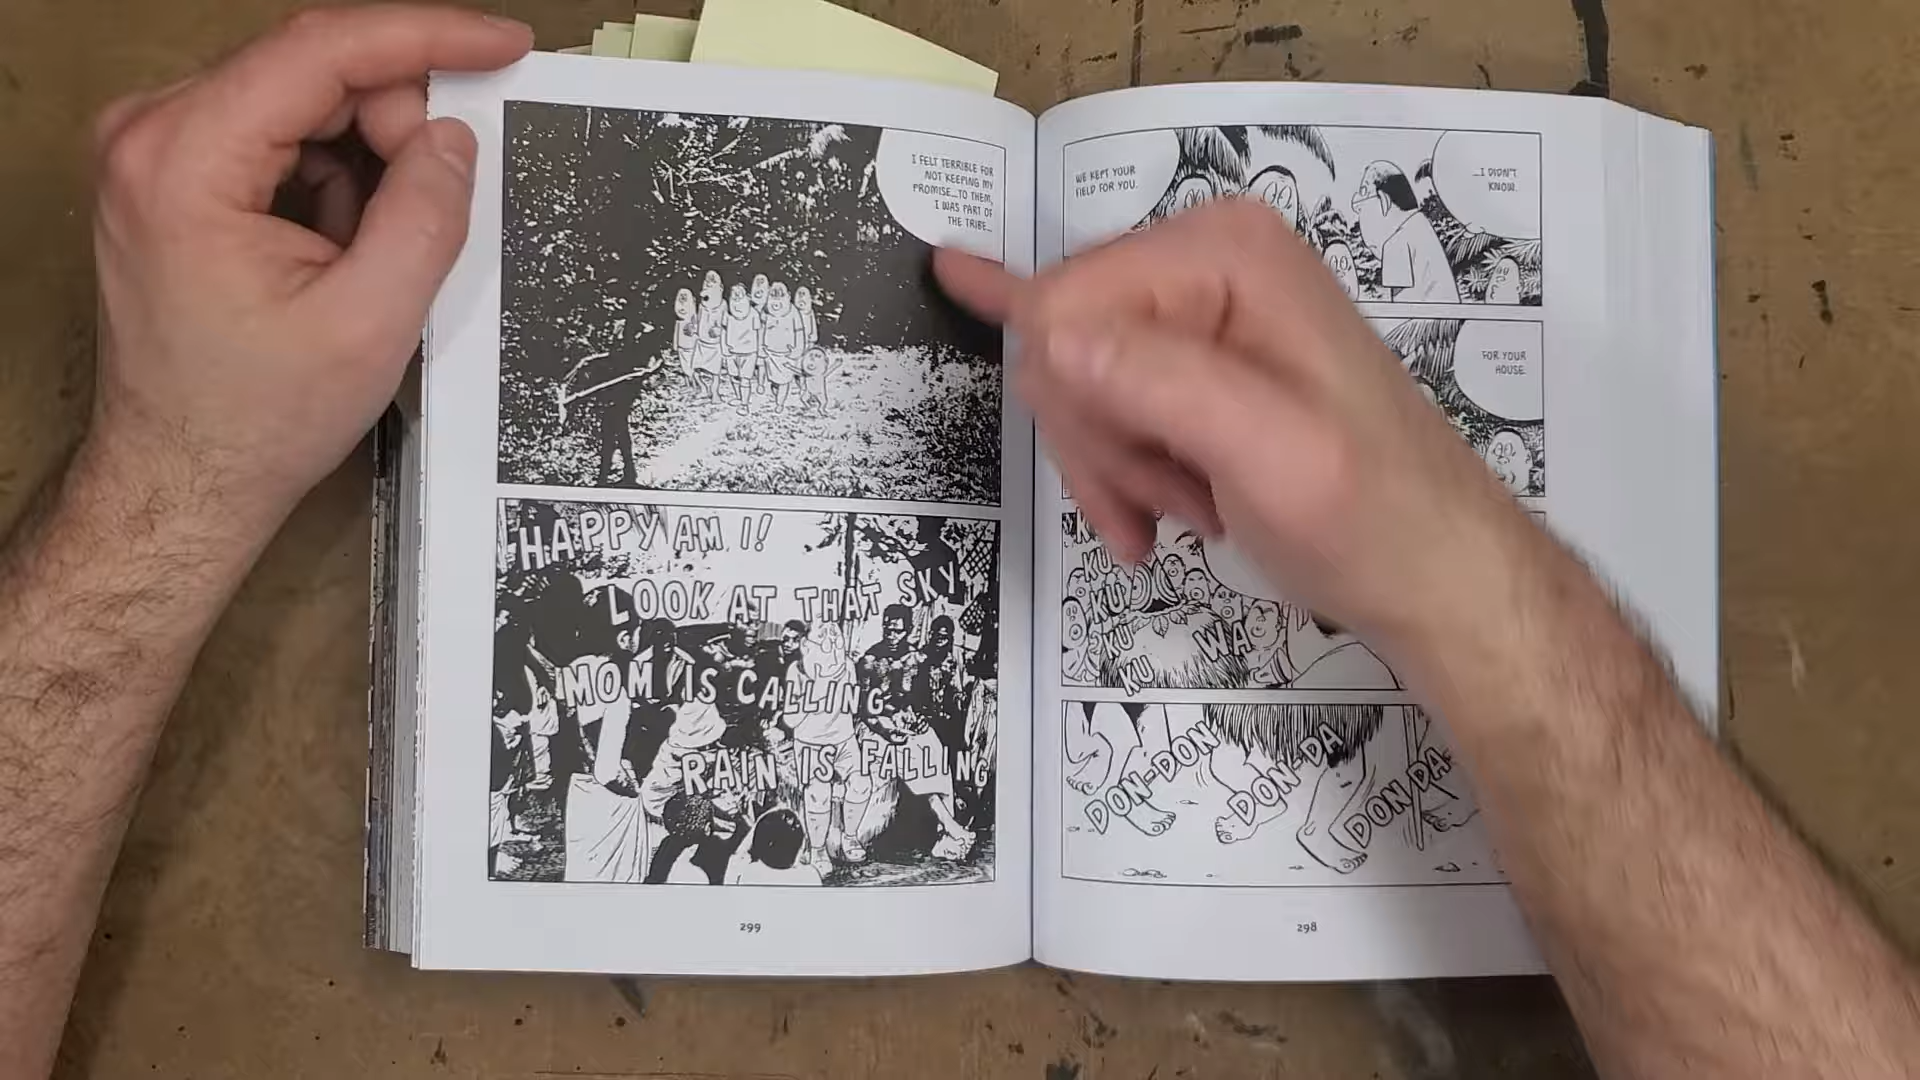 ...I DIDN'T
KNOW.
WE KEPT YOUR
FIELD FOR YOU.
FOR YOUR
HOUSE.
KU
KU
KU
KU
WA
DON-DON
DON-DA
DON DA
298
I FELT TERRIBLE FOR
NOT KEEPING MY
PROMISE...TO THEM,
I WAS PART OF
THE TRIBE...
HAPPY AM I!
LOOK AT THAT SKY
MOM IS CALLING
RAIN IS FALLING
299